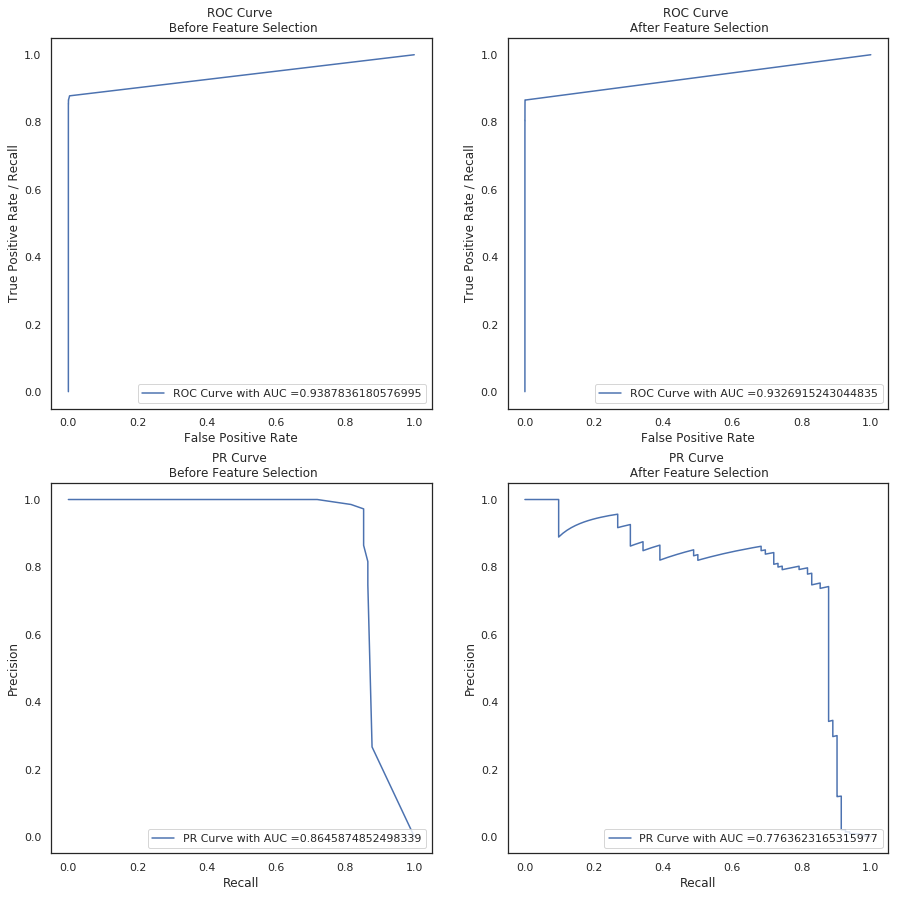 ROC Curve
Before Feature Selection
1.0
0.8
0.6
0.4
0.2
0.0
True Positive Rate / Recall
ROC Curve with AUC =0.9387836180576995
0.0 0.2 0.4 0.6 0.8 1.0
False Positive Rate
ROC Curve
After Feature Selection
1.0
0.8
0.6
0.4
0.2
0.0
True Positive Rate / Recall
ROC Curve with AUC =0.9326915243044835
0.0 0.2 0.4 0.6 0.8 1.0
False Positive Rate
PR Curve
Before Feature Selection
1.0
0.8
0.6
0.4
0.2
0.0
Precision
PR Curve with AUC =0.8645874852498339
0.0 0.2 0.4 0.6 0.8 1.0
Recall
PR Curve
After Feature Selection
1.0
0.8
0.6
0.4
0.2
0.0
Precision
PR Curve with AUC =0.7763623165315977
0.0 0.2 0.4 0.6 0.8 1.0
Recall